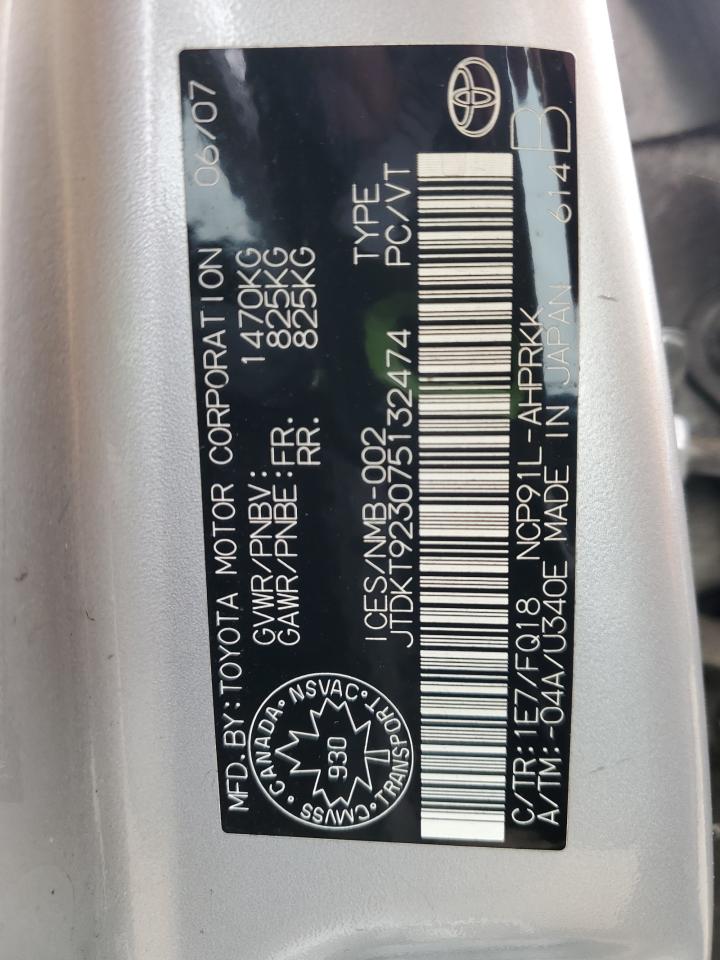 MFD. BY: TOYOTA MOTOR CORPORATION 06/07
GVWR/PNBV: 1470KG
GAWR/PNBE: FR. 825KG
RR. 825KG
CANADA
NSVAC
TRANSPORT
CMVSS
930
ICES/NMB-002 TYPE
JTDKT923075132474 PC/VT
C/TR: 1E7/FQ18 NCP91L-AHPRKK
A/TM: -04A/U340E MADE IN JAPAN 614 B